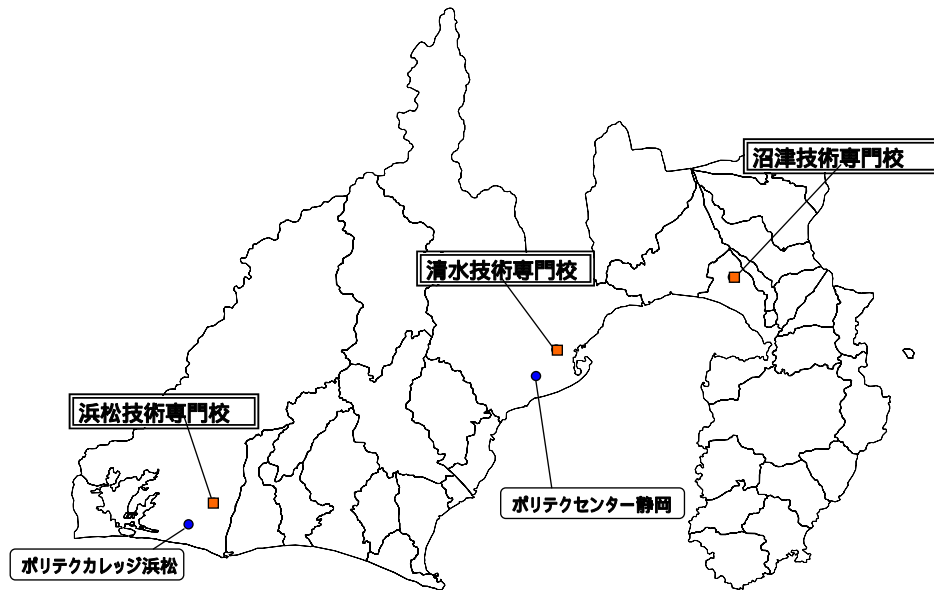 沼津技術専門校
清水技術専門校
浜松技術専門校
ポリテクセンター静岡
ポリテクカレッジ浜松